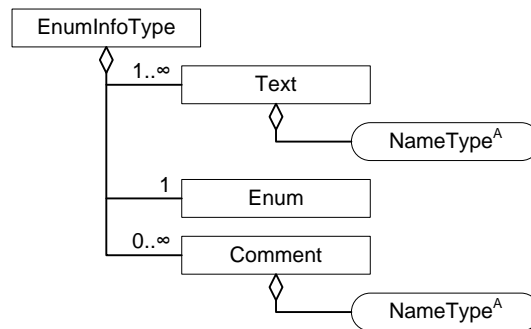 EnumInfoType
1..∞
Text
NameTypeᴬ
1
Enum
0..∞
Comment
NameTypeᴬ